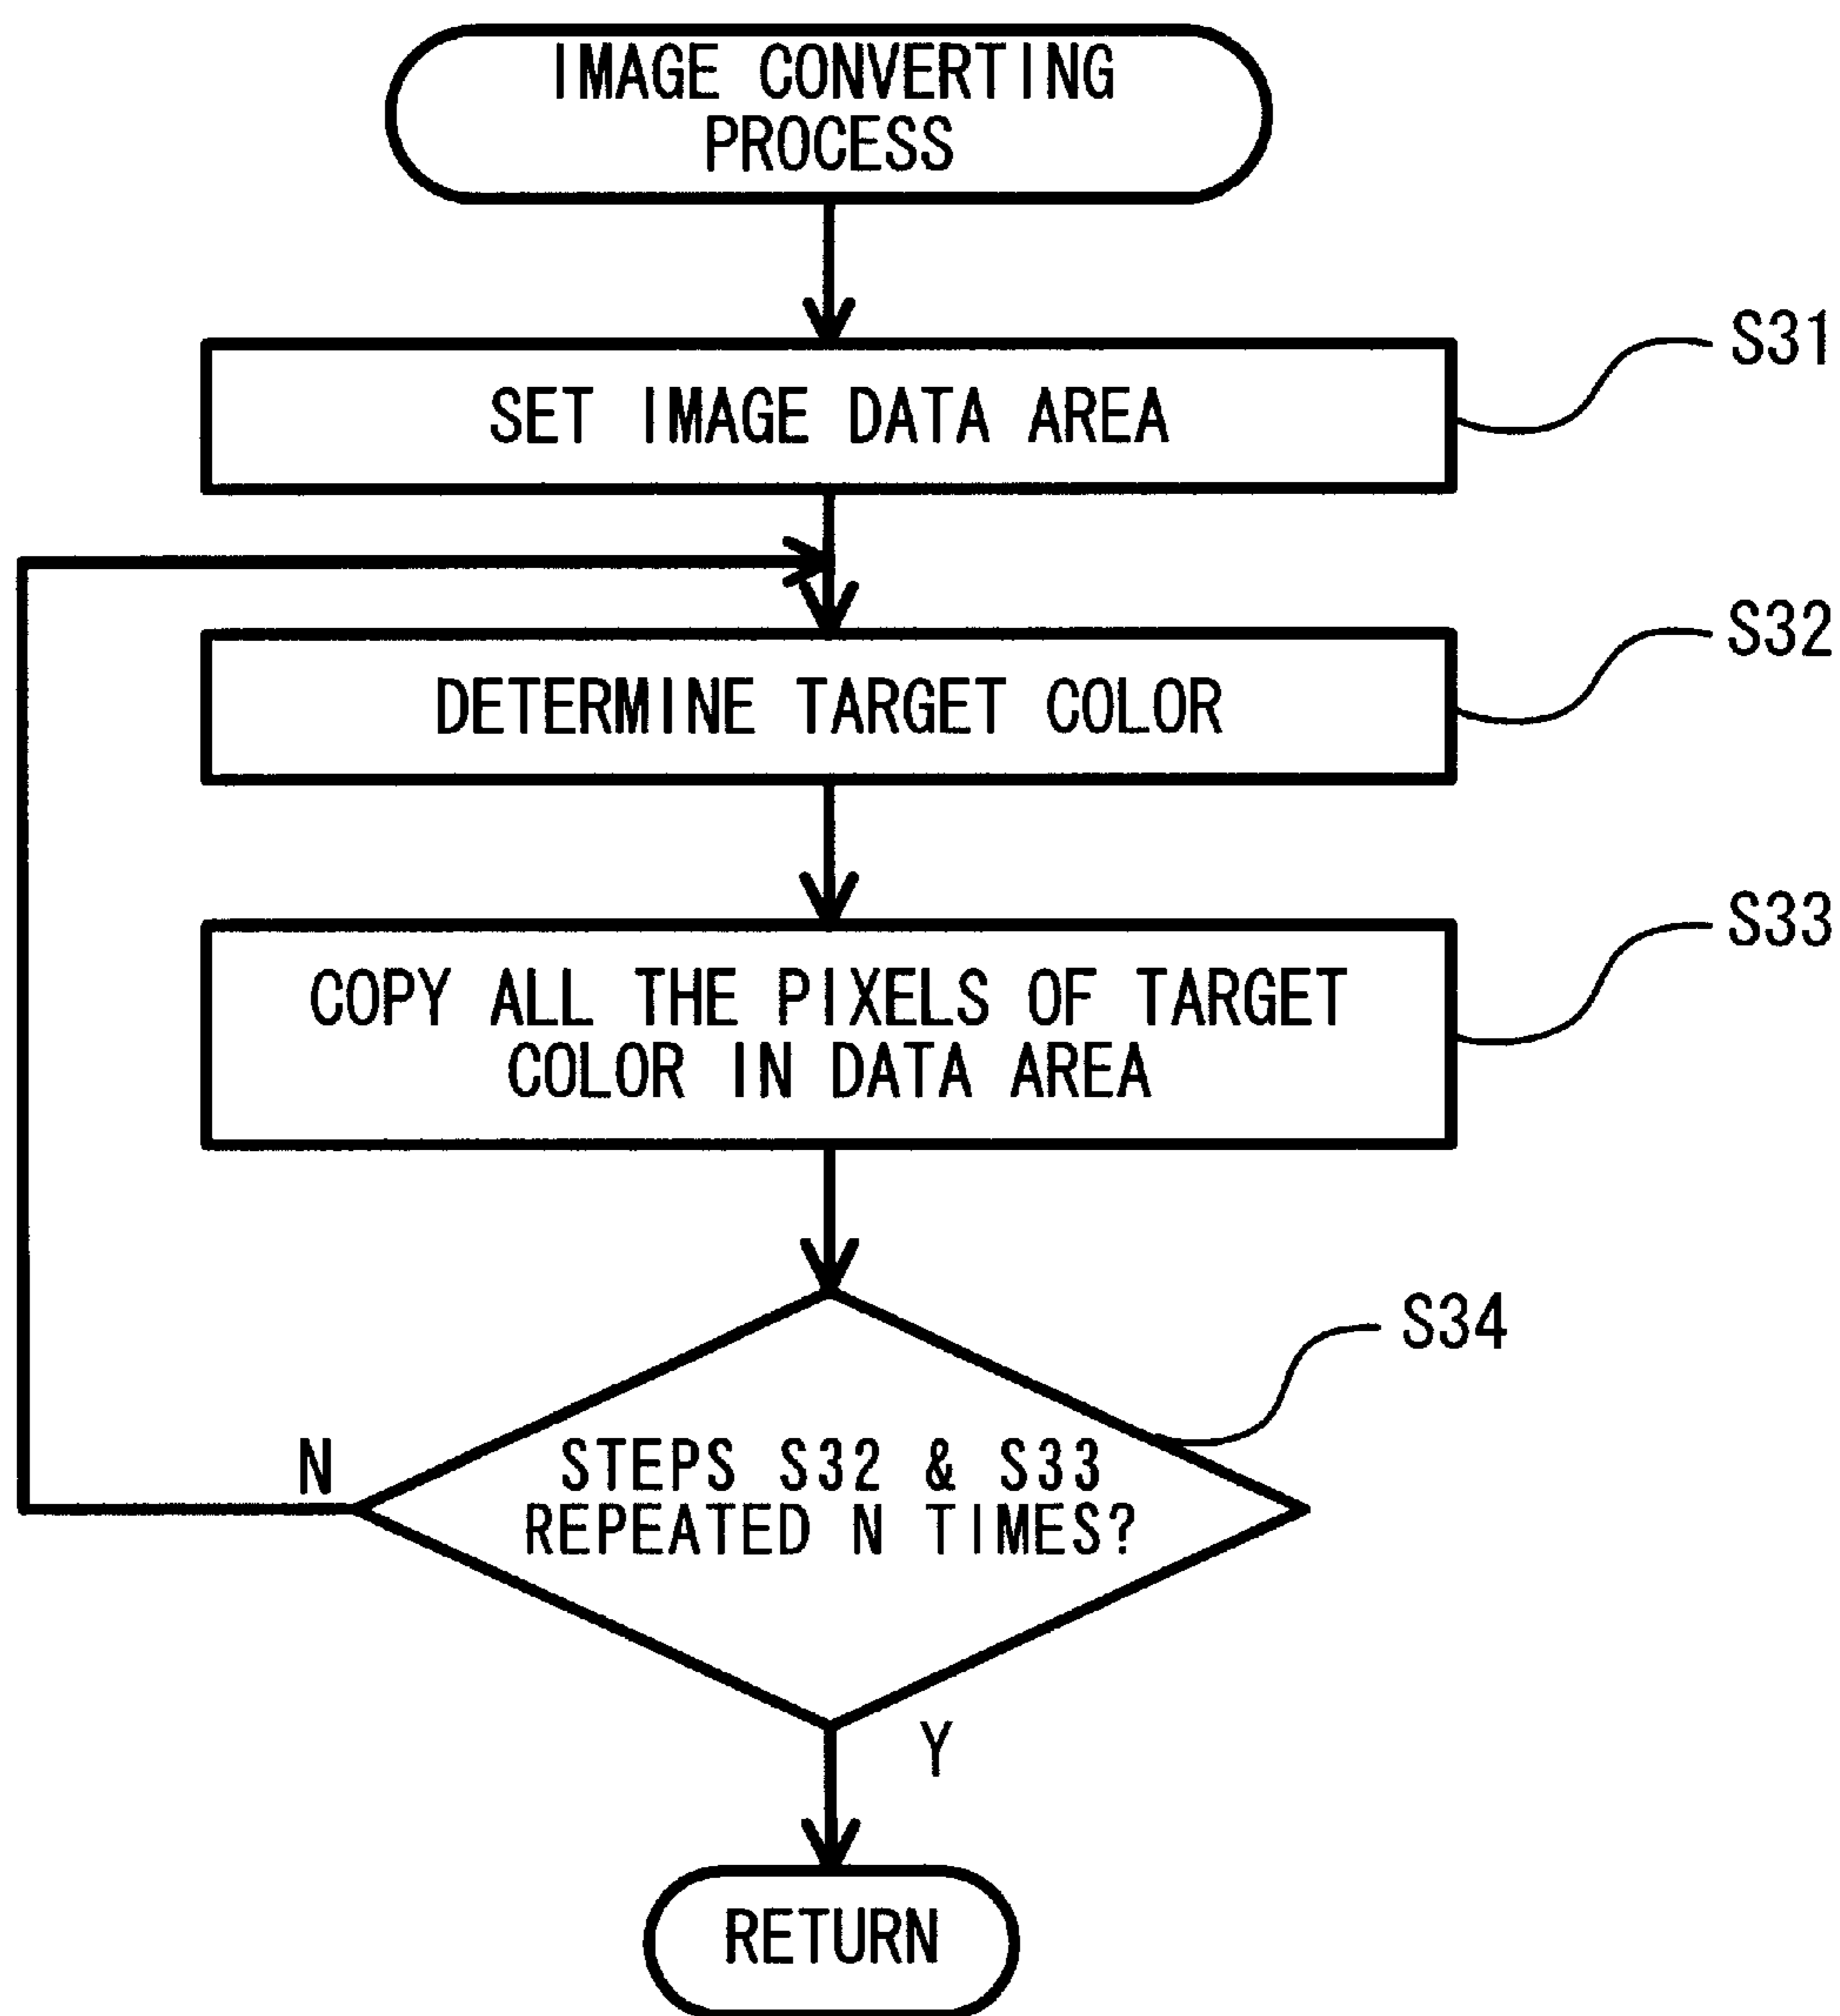 IMAGE CONVERTING
PROCESS
S31
SET IMAGE DATA AREA
S32
DETERMINE TARGET COLOR
S33
COPY ALL THE PIXELS OF TARGET
COLOR IN DATA AREA
S34
N
STEPS S32 & S33
REPEATED N TIMES?
Y
RETURN